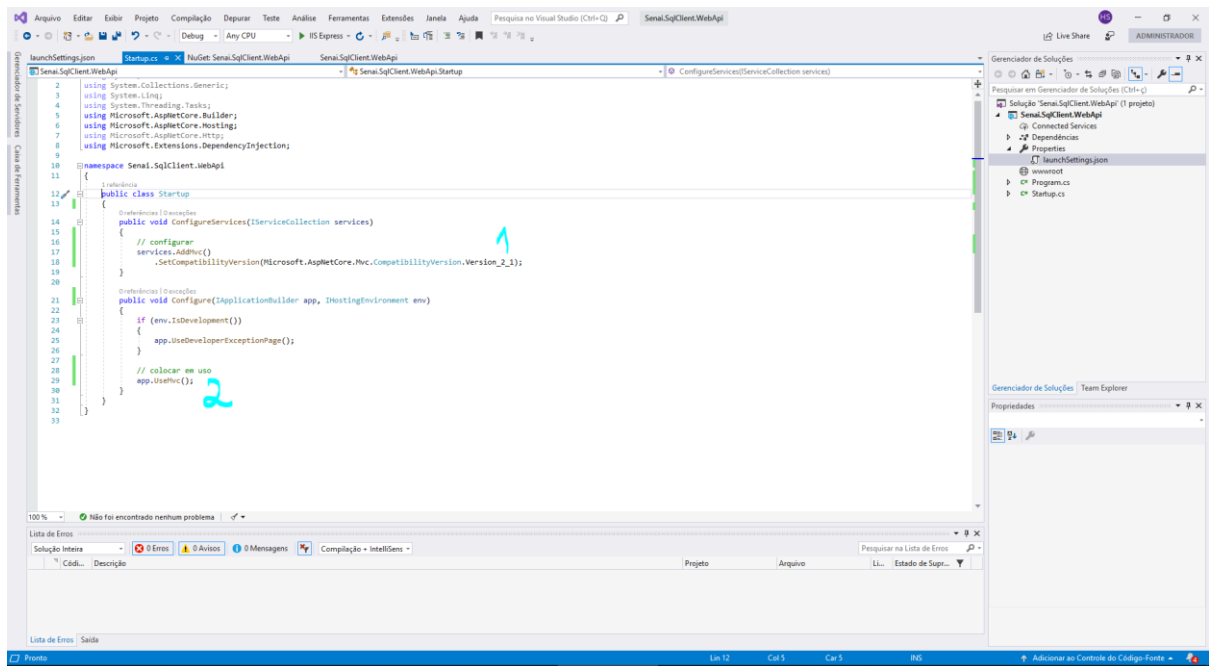 Arquivo Editar Exibir Projeto Compilação Depurar Teste Análise Ferramentas Extensões Janela Ajuda Pesquisa no Visual Studio (Ctrl+Q) Senai.SqlClient.WebApi HS
Debug Any CPU IIS Express Live Share ADMINISTRADOR
launchSettings.json Startup.cs NuGet: Senai.SqlClient.WebApi Senai.SqlClient.WebApi
Senai.SqlClient.WebApi Senai.SqlClient.WebApi.Startup ConfigureServices(IServiceCollection services)
Gerenciador de Servidores
Caixa de Ferramentas
2 using System.Collections.Generic;
3 using System.Linq;
4 using System.Threading.Tasks;
5 using Microsoft.AspNetCore.Builder;
6 using Microsoft.AspNetCore.Hosting;
7 using Microsoft.AspNetCore.Http;
8 using Microsoft.Extensions.DependencyInjection;
9
10 namespace Senai.SqlClient.WebApi
11 {
1 referência
12 public class Startup
13 {
0 referências | 0 exceções
14 public void ConfigureServices(IServiceCollection services)
15 {
16 // configurar
17 services.AddMvc()
18 .SetCompatibilityVersion(Microsoft.AspNetCore.Mvc.CompatibilityVersion.Version_2_1);
19 }
20
0 referências | 0 exceções
21 public void Configure(IApplicationBuilder app, IHostingEnvironment env)
22 {
23 if (env.IsDevelopment())
24 {
25 app.UseDeveloperExceptionPage();
26 }
27
28 // colocar em uso
29 app.UseMvc();
30 }
31 }
32 }
33
1
2
100 % Não foi encontrado nenhum problema
Gerenciador de Soluções
Pesquisar em Gerenciador de Soluções (Ctrl+ç)
Solução 'Senai.SqlClient.WebApi' (1 projeto)
Senai.SqlClient.WebApi
Connected Services
Dependências
Properties
launchSettings.json
wwwroot
C# Program.cs
C# Startup.cs
Gerenciador de Soluções Team Explorer
Propriedades
Lista de Erros
Solução Inteira 0 Erros 0 Avisos 0 Mensagens Compilação + IntelliSens Pesquisar na Lista de Erros
Códi... Descrição Projeto Arquivo Li... Estado de Supr...
Lista de Erros Saída
Pronto Lin 12 Col 5 Car 5 INS Adicionar ao Controle do Código-Fonte 4